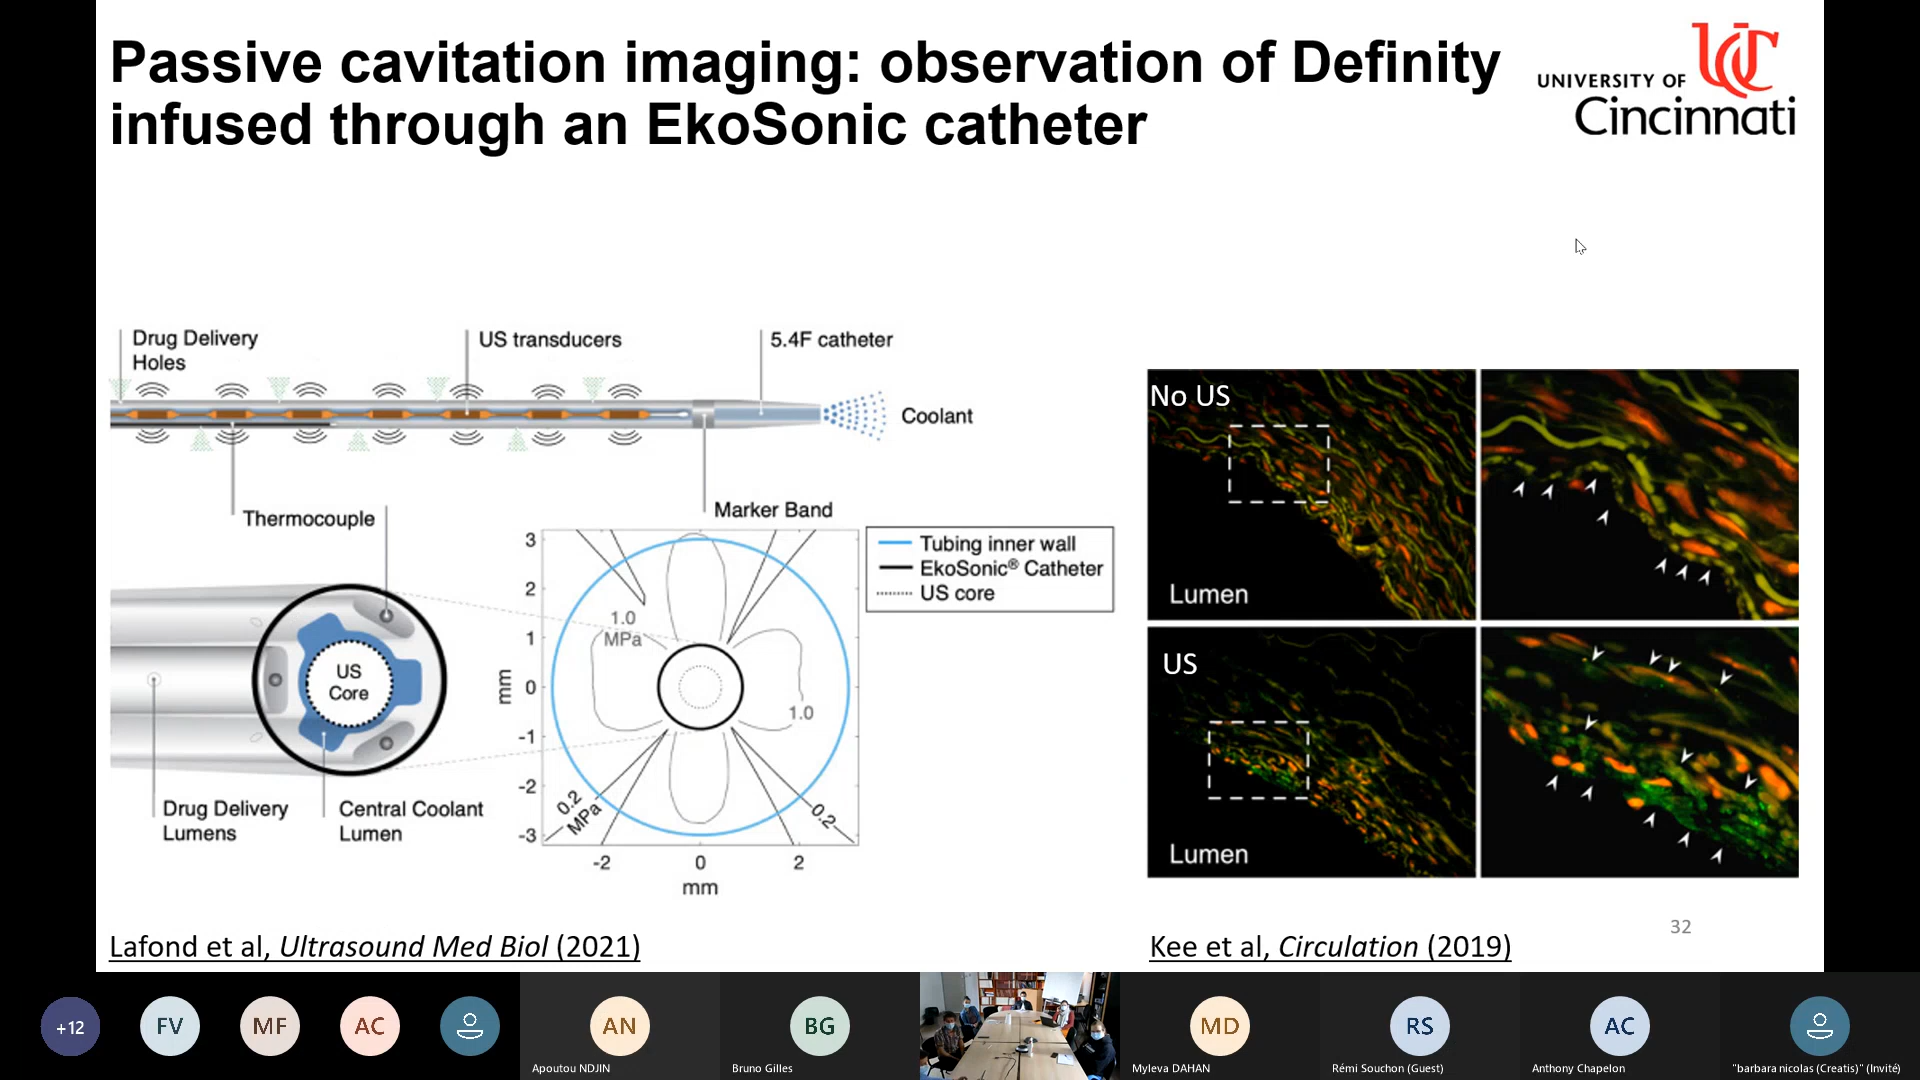 Passive cavitation imaging: observation of Definity
infused through an EkoSonic catheter
UC
UNIVERSITY OF
Cincinnati
Drug Delivery
Holes
US transducers
5.4F catheter
Coolant
Thermocouple
Marker Band
US
Core
Drug Delivery
Lumens
Central Coolant
Lumen
3
2
1
0
-1
-2
-3
mm
1.0
MPa
1.0
0.2
MPa
0.2
-2
0
2
mm
Tubing inner wall
EkoSonic® Catheter
US core
No US
Lumen
US
Lumen
Lafond et al, Ultrasound Med Biol (2021)
Kee et al, Circulation (2019)
32
+12
FV
MF
AC
AN
Apoutou NDJIN
BG
Bruno Gilles
MD
Myleva DAHAN
RS
Rémi Souchon (Guest)
AC
Anthony Chapelon
"barbara nicolas (Creatis)" (Invité)